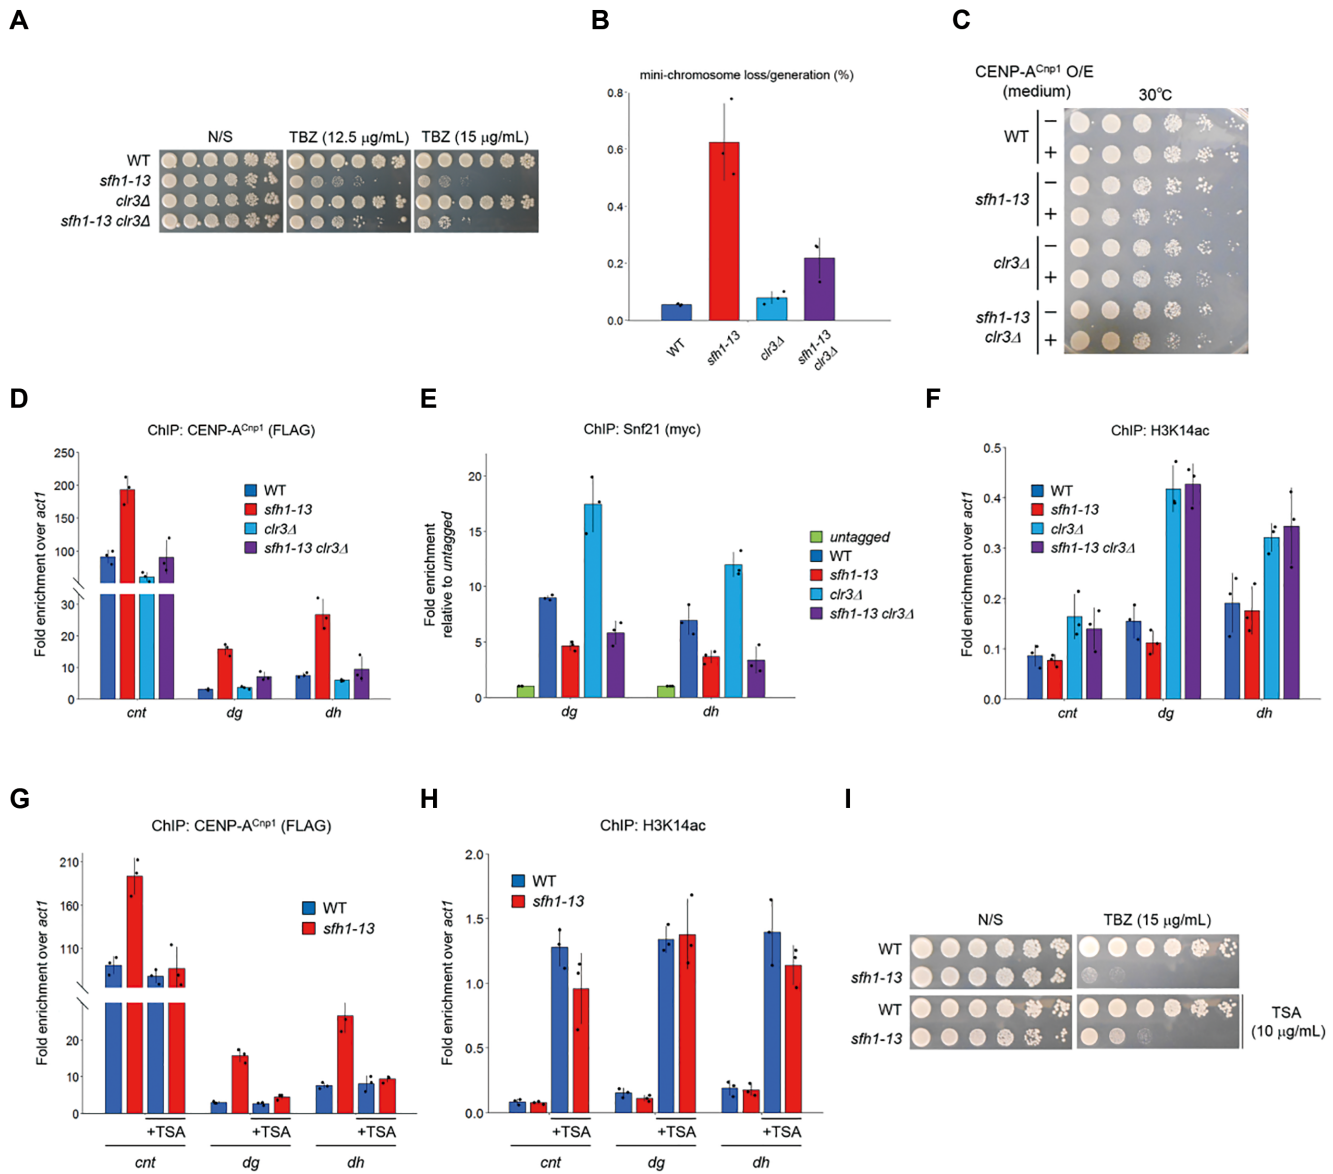 A
N/S
TBZ (12.5 µg/mL)
TBZ (15 µg/mL)
WT
sfh1-13
clr3Δ
sfh1-13 clr3Δ
B
mini-chromosome loss/generation (%)
0.8
0.6
0.4
0.2
0.0
WT
sfh1-13
clr3Δ
sfh1-13
clr3Δ
C
CENP-A^Cnp1 O/E
(medium)
30℃
WT
−
+
sfh1-13
−
+
clr3Δ
−
+
sfh1-13
clr3Δ
−
+
D
ChIP: CENP-A^Cnp1 (FLAG)
Fold enrichment over act1
250
200
150
100
30
20
10
0
WT
sfh1-13
clr3Δ
sfh1-13 clr3Δ
cnt
dg
dh
E
ChIP: Snf21 (myc)
Fold enrichment
relative to untagged
20
15
10
5
0
untagged
WT
sfh1-13
clr3Δ
sfh1-13 clr3Δ
dg
dh
F
ChIP: H3K14ac
Fold enrichment over act1
0.5
0.4
0.3
0.2
0.1
0.0
WT
sfh1-13
clr3Δ
sfh1-13 clr3Δ
cnt
dg
dh
G
ChIP: CENP-A^Cnp1 (FLAG)
Fold enrichment over act1
210
160
110
20
10
0
WT
sfh1-13
+TSA
+TSA
+TSA
cnt
dg
dh
H
ChIP: H3K14ac
Fold enrichment over act1
2.0
1.5
1.0
0.5
0.0
WT
sfh1-13
+TSA
+TSA
+TSA
cnt
dg
dh
I
N/S
TBZ (15 µg/mL)
WT
sfh1-13
WT
sfh1-13
TSA
(10 µg/mL)